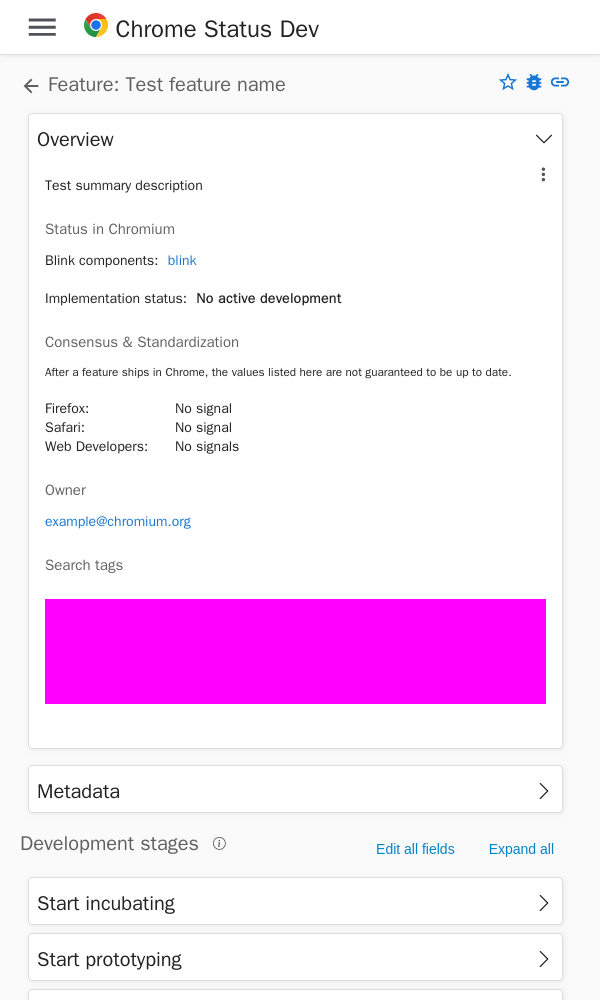 Chrome Status Dev
Feature: Test feature name
Overview
Test summary description
Status in Chromium
Blink components: blink
Implementation status: No active development
Consensus & Standardization
After a feature ships in Chrome, the values listed here are not guaranteed to be up to date.
Firefox: No signal
Safari: No signal
Web Developers: No signals
Owner
example@chromium.org
Search tags
Metadata
Development stages
Edit all fields Expand all
Start incubating
Start prototyping